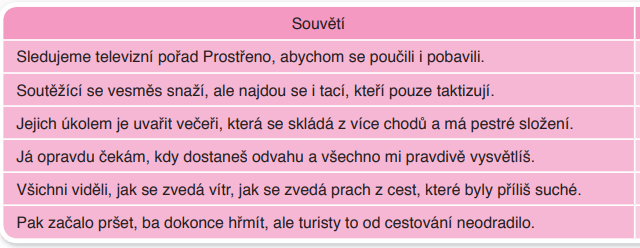 Souvětí
Sledujeme televizní pořad Prostřeno, abychom se poučili i pobavili.
Soutěžící se vesměs snaží, ale najdou se i tací, kteří pouze taktizují.
Jejich úkolem je uvařit večeři, která se skládá z více chodů a má pestré složení.
Já opravdu čekám, kdy dostaneš odvahu a všechno mi pravdivě vysvětlíš.
Všichni viděli, jak se zvedá vítr, jak se zvedá prach z cest, které byly příliš suché.
Pak začalo pršet, ba dokonce hřmít, ale turisty to od cestování neodradilo.